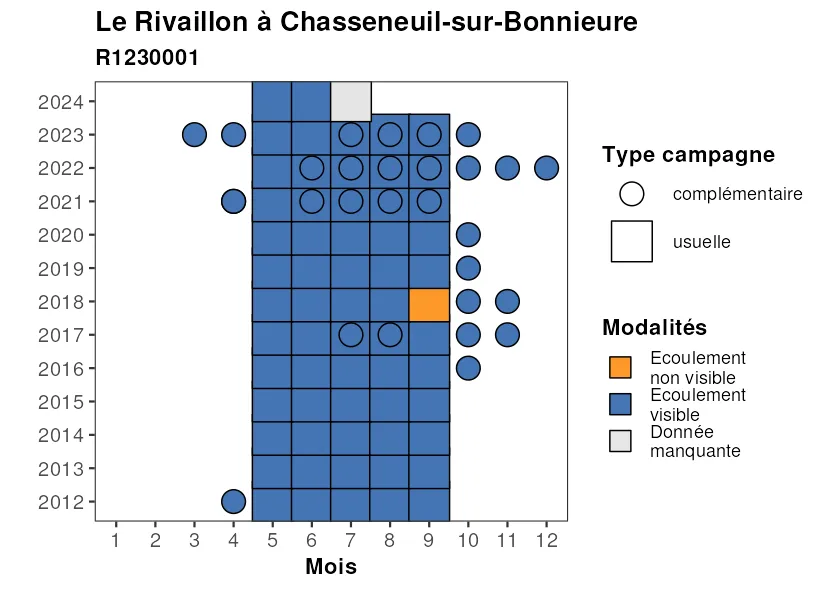 Le Rivaillon à Chasseneuil-sur-Bonnieure
R1230001
2024
2023
2022
2021
2020
2019
2018
2017
2016
2015
2014
2013
2012
1 2 3 4 5 6 7 8 9 10 11 12
Mois
Type campagne
complémentaire
usuelle
Modalités
Ecoulement
non visible
Ecoulement
visible
Donnée
manquante